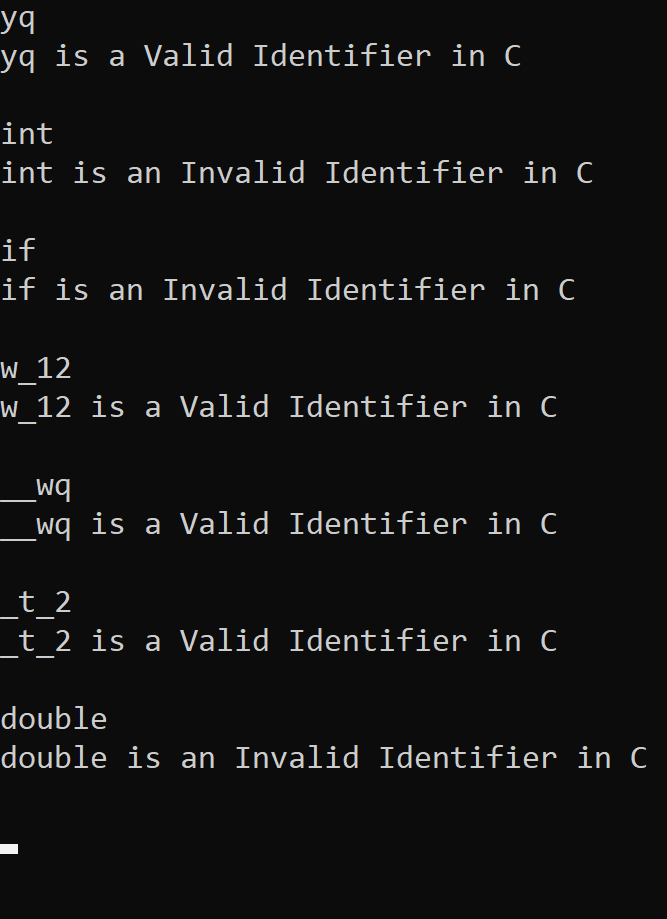 yq
yq is a Valid Identifier in C
int
int is an Invalid Identifier in C
if
if is an Invalid Identifier in C
w_12
w_12 is a Valid Identifier in C
__wq
__wq is a Valid Identifier in C
_t_2
_t_2 is a Valid Identifier in C
double
double is an Invalid Identifier in C